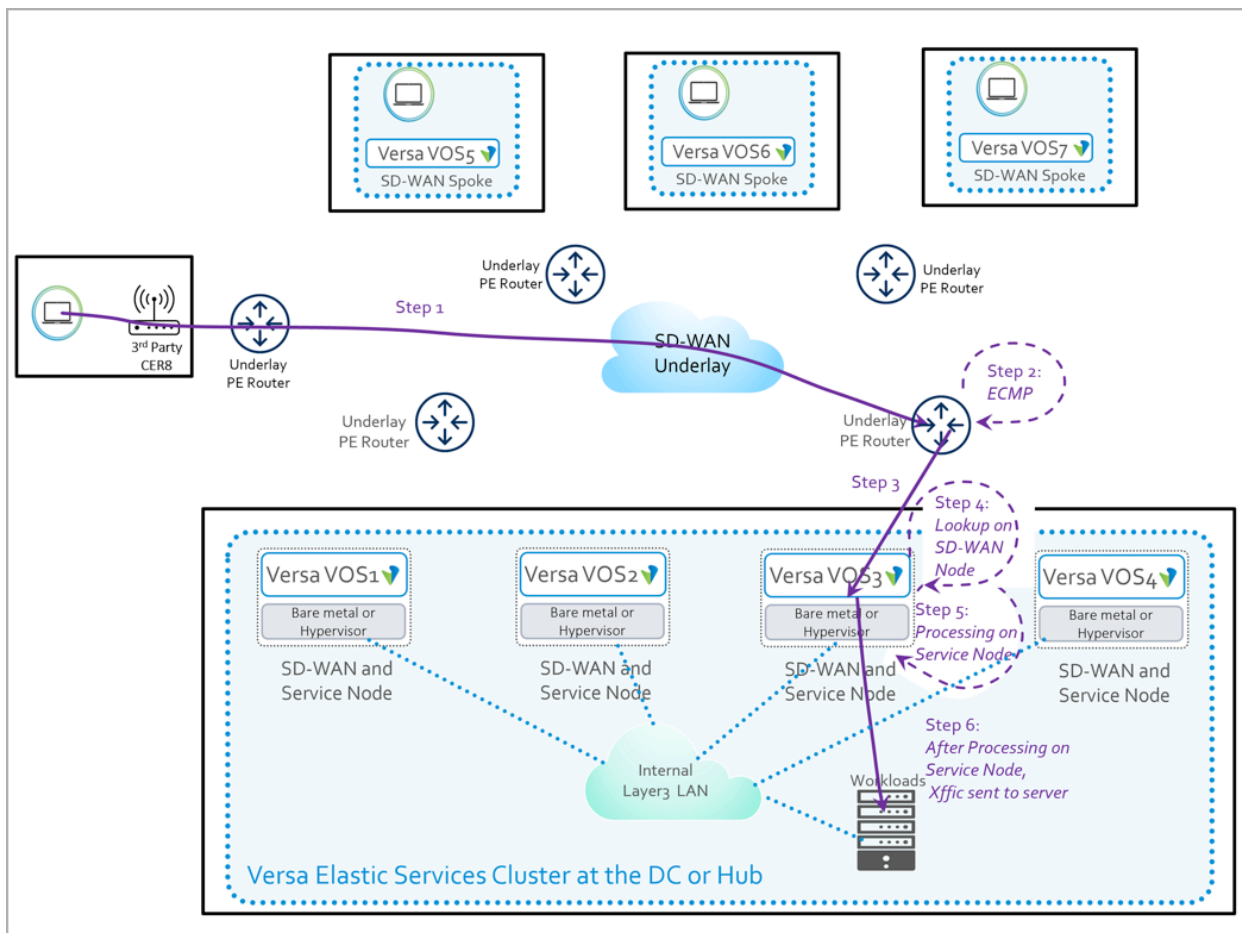 Versa VOS5
SD-WAN Spoke
Versa VOS6
SD-WAN Spoke
Versa VOS7
SD-WAN Spoke
3rd Party
CER8
Underlay
PE Router
Step 1
Underlay
PE Router
Underlay
PE Router
SD-WAN
Underlay
Underlay
PE Router
Underlay
PE Router
Step 2:
ECMP
Step 3
Step 4:
Lookup on
SD-WAN
Node
Versa VOS1
Bare metal or
Hypervisor
SD-WAN and
Service Node
Versa VOS2
Bare metal or
Hypervisor
SD-WAN and
Service Node
Versa VOS3
Bare metal or
Hypervisor
SD-WAN and
Service Node
Step 5:
Processing on
Service Node
Versa VOS4
Bare metal or
Hypervisor
SD-WAN and
Service Node
Internal
Layer3 LAN
Workloads
Step 6:
After Processing on
Service Node,
Xffic sent to server
Versa Elastic Services Cluster at the DC or Hub